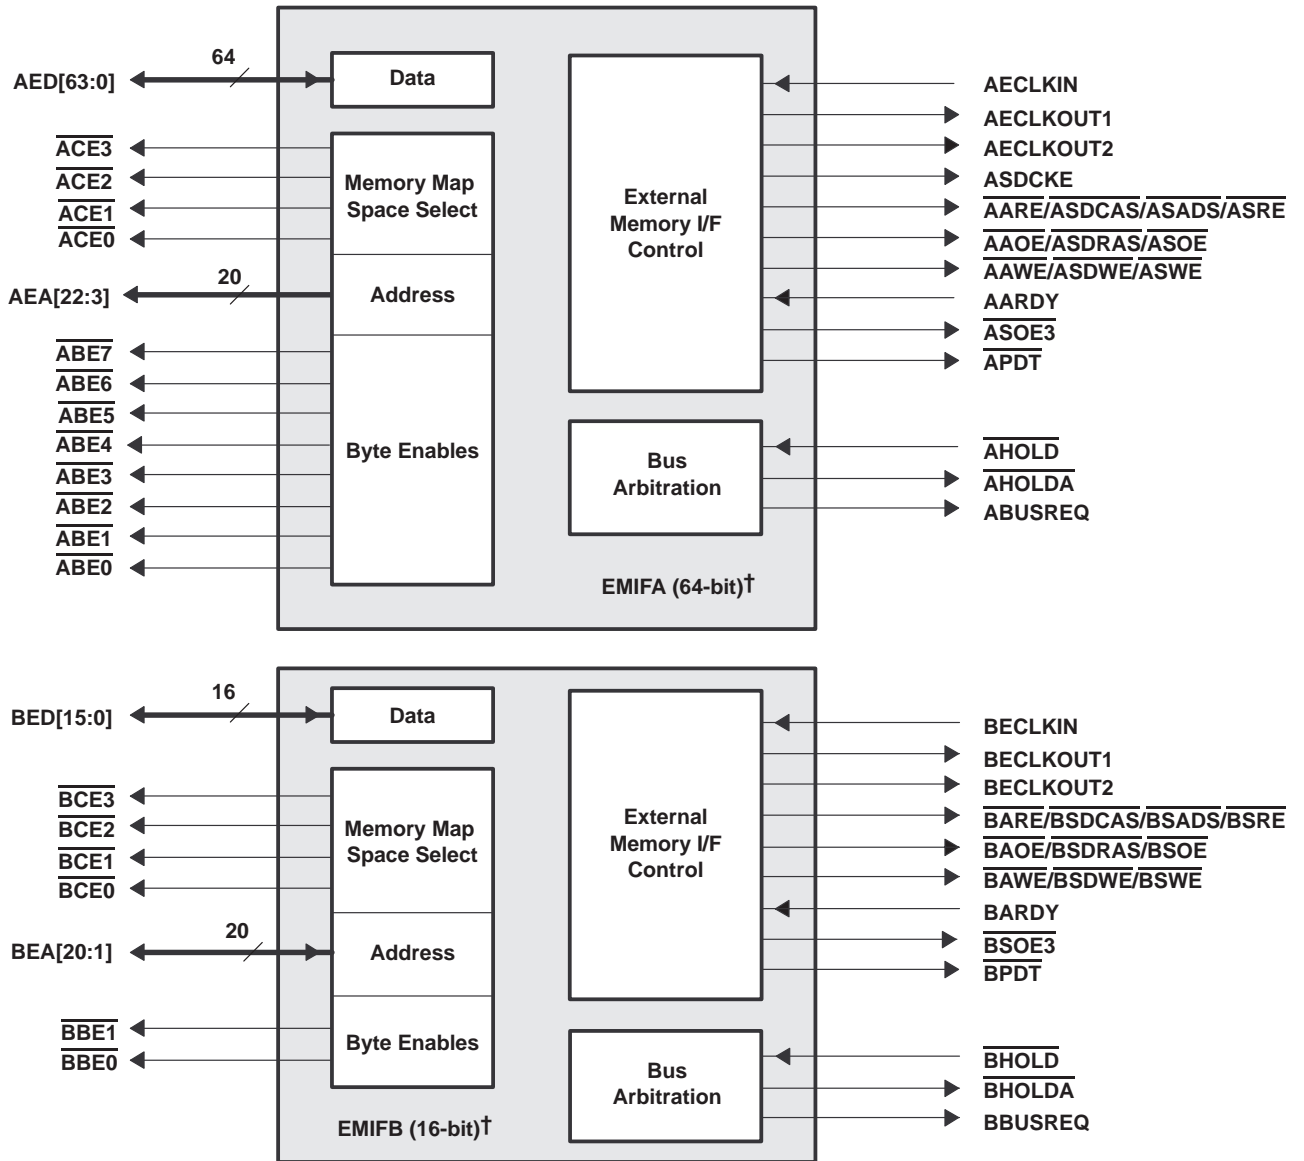 64
AED[63:0]
Data
ACE3
ACE2
ACE1
ACE0
Memory Map
Space Select
20
AEA[22:3]
Address
ABE7
ABE6
ABE5
ABE4
ABE3
ABE2
ABE1
ABE0
Byte Enables
External
Memory I/F
Control
AECLKIN
AECLKOUT1
AECLKOUT2
ASDCKE
AARE/ASDCAS/ASADS/ASRE
AAOE/ASDRAS/ASOE
AAWE/ASDWE/ASWE
AARDY
ASOE3
APDT
Bus
Arbitration
AHOLD
AHOLDA
ABUSREQ
EMIFA (64-bit)†
16
BED[15:0]
Data
BCE3
BCE2
BCE1
BCE0
Memory Map
Space Select
20
BEA[20:1]
Address
BBE1
BBE0
Byte Enables
External
Memory I/F
Control
BECLKIN
BECLKOUT1
BECLKOUT2
BARE/BSDCAS/BSADS/BSRE
BAOE/BSDRAS/BSOE
BAWE/BSDWE/BSWE
BARDY
BSOE3
BPDT
Bus
Arbitration
BHOLD
BHOLDA
BBUSREQ
EMIFB (16-bit)†